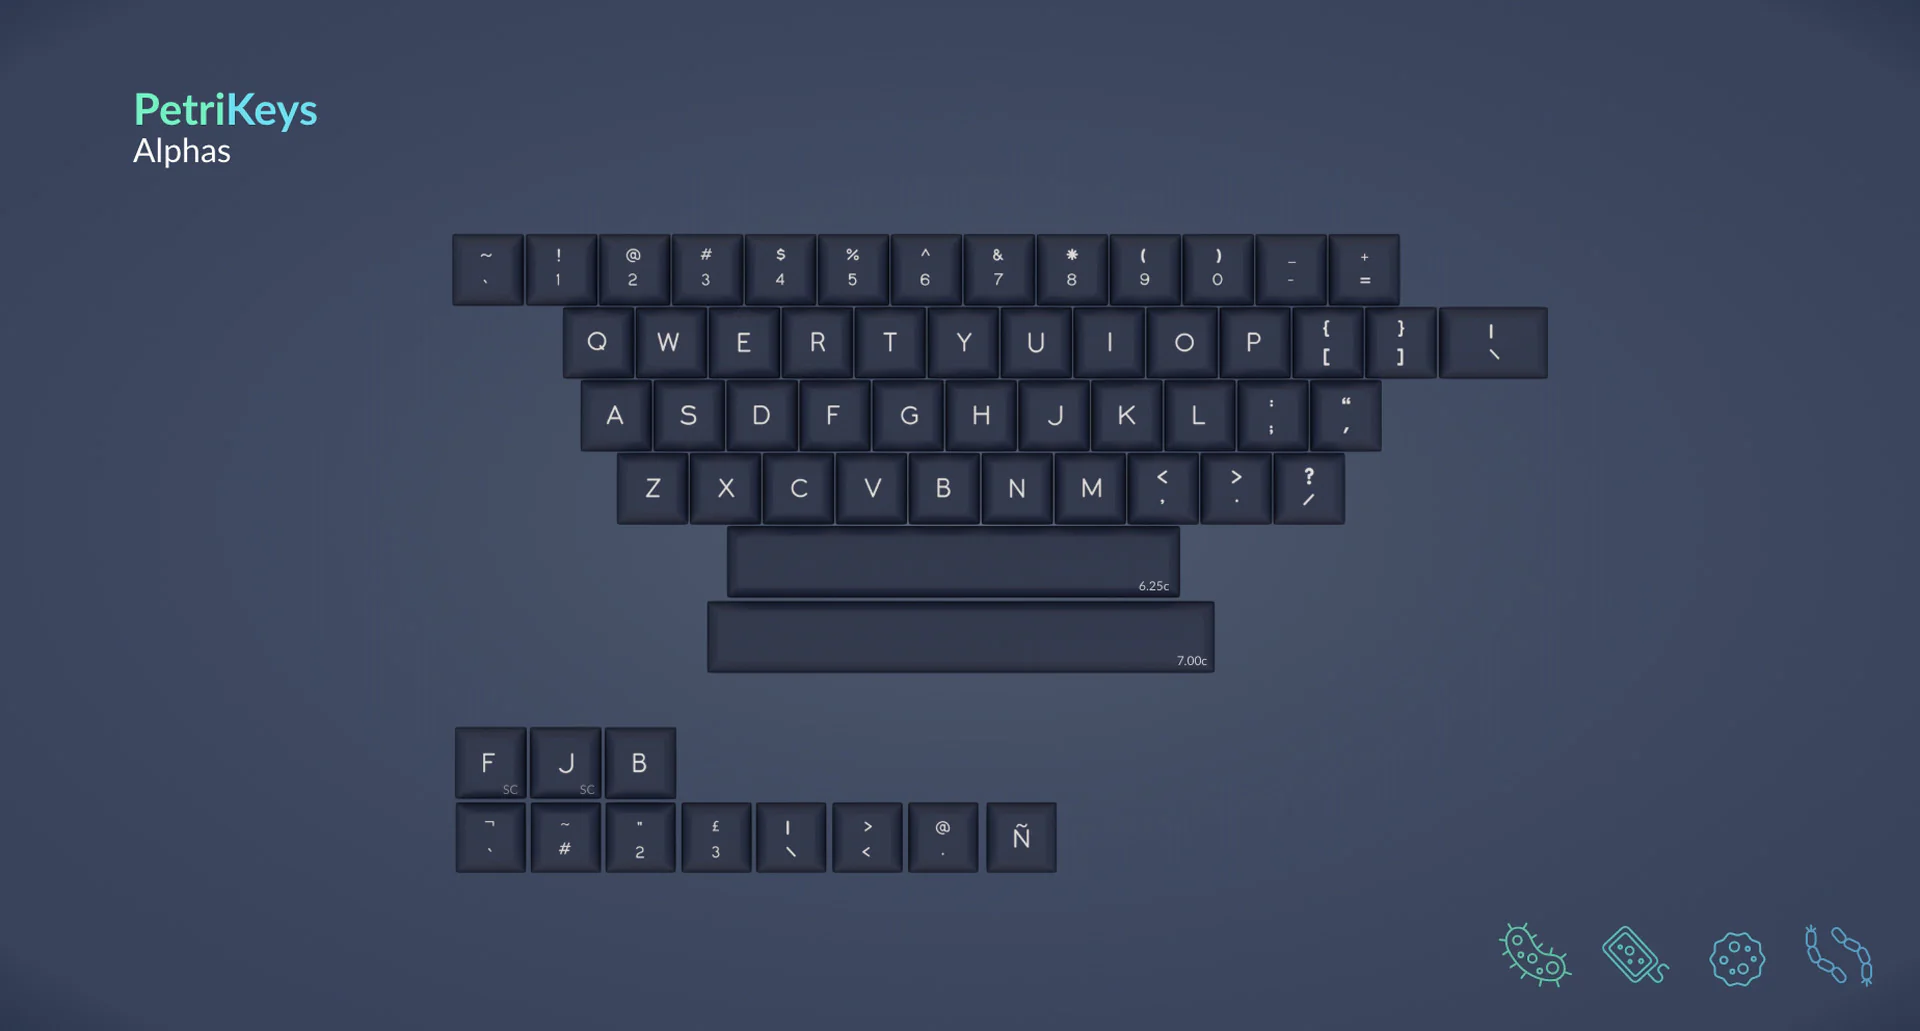 PetriKeys
Alphas
~ ! @ # $ % ^ & * ( ) _ +
` 1 2 3 4 5 6 7 8 9 0 - =
Q W E R T Y U I O P { } |
[ ] \
A S D F G H J K L : “
; ,
Z X C V B N M < > ?
, . /
6.25c
7.00c
F J B
SC SC
¬ ~ " £ | > @ Ñ
` # 2 3 \ < .